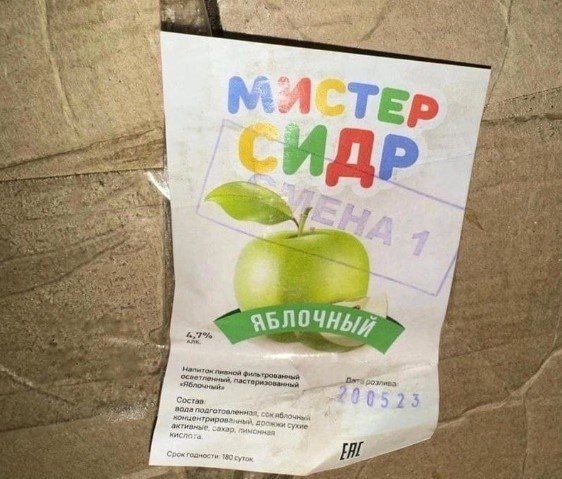 МИСТЕР
СИДР
СМЕНА 1
ЯБЛОЧНЫЙ
4,7%
АЛК.
Напиток пивной фильтрованный
осветленный, пастеризованный
«Яблочный»
Состав:
вода подготовленная, сок яблочный
концентрированный, дрожжи сухие
активные, сахар, лимонная
кислота.
Срок годности: 180 суток.
Дата розлива:
200523
EAC